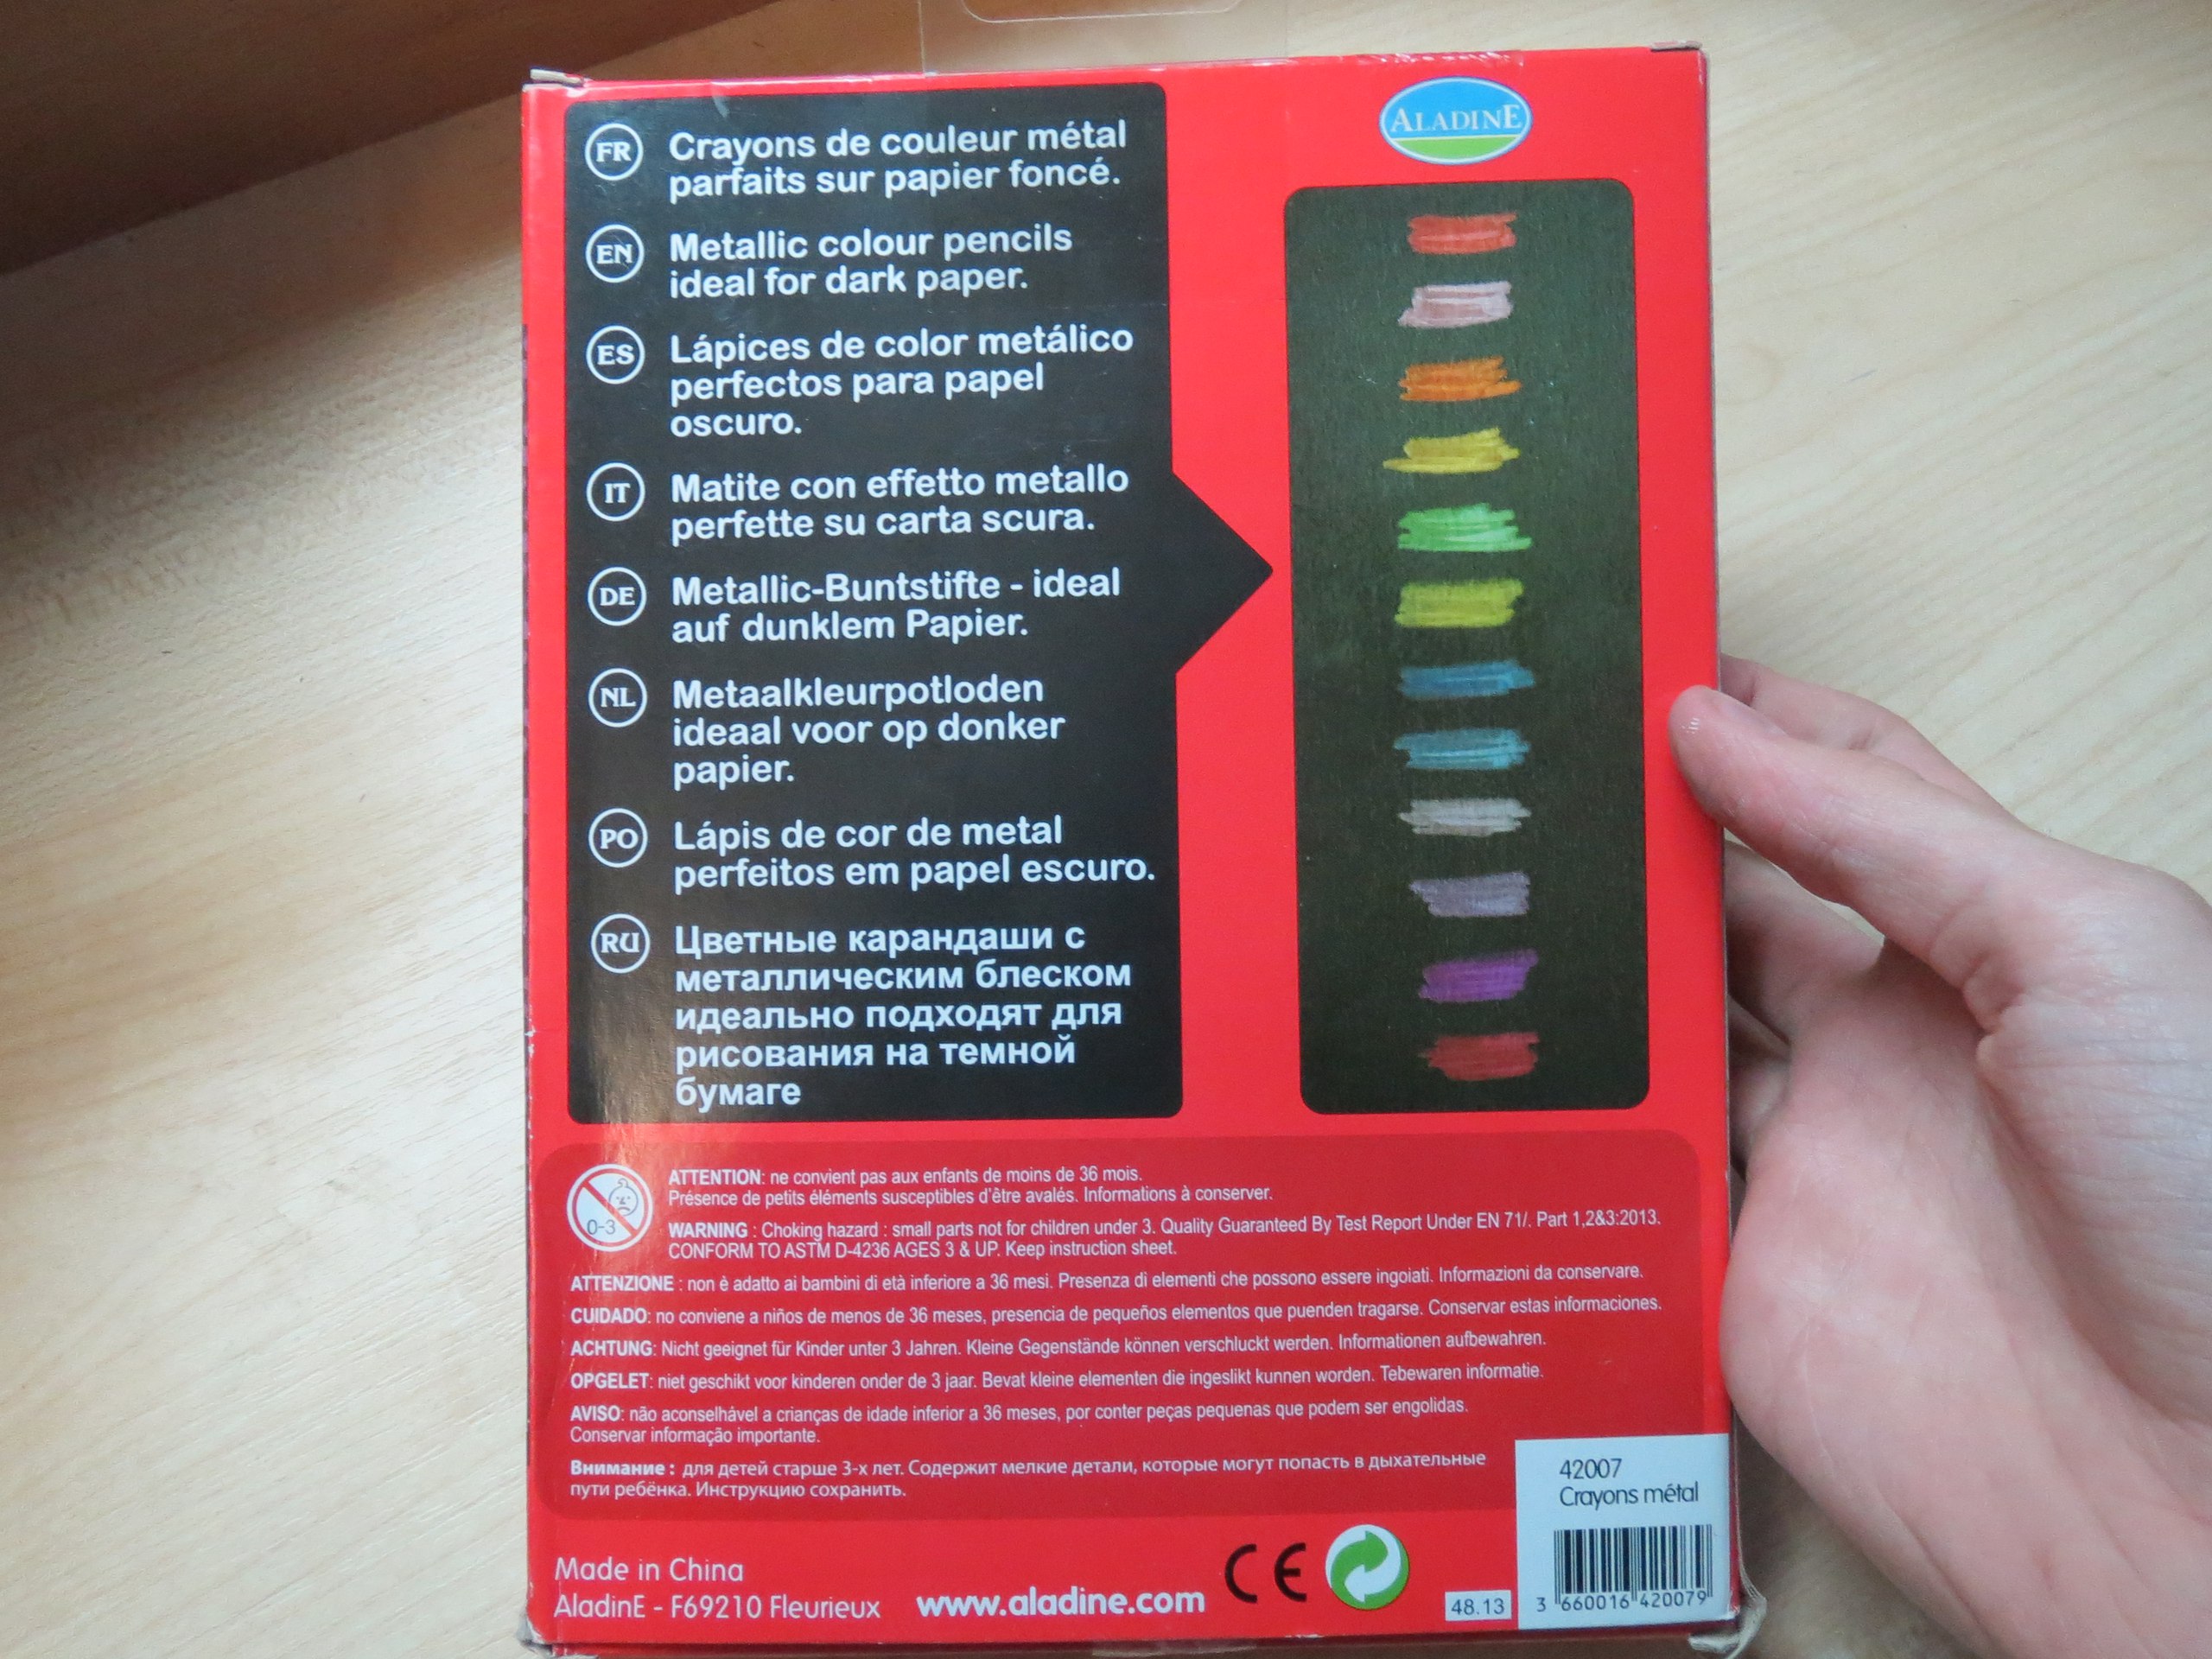 FR
Crayons de couleur métal
parfaits sur papier foncé.
EN
Metallic colour pencils
ideal for dark paper.
ES
Lápices de color metálico
perfectos para papel
oscuro.
IT
Matite con effetto metallo
perfette su carta scura.
DE
Metallic-Buntstifte - ideal
auf dunklem Papier.
NL
Metaalkleurpotloden
ideaal voor op donker
papier.
PO
Lápis de cor de metal
perfeitos em papel escuro.
RU
Цветные карандаши с
металлическим блеском
идеально подходят для
рисования на темной
бумаге
ALADINE
0-3
ATTENTION: ne convient pas aux enfants de moins de 36 mois.
Présence de petits éléments susceptibles d'être avalés. Informations à conserver.
WARNING : Choking hazard : small parts not for children under 3. Quality Guaranteed By Test Report Under EN 71/. Part 1,2&3:2013.
CONFORM TO ASTM D-4236 AGES 3 & UP. Keep instruction sheet.
ATTENZIONE : non è adatto ai bambini di età inferiore a 36 mesi. Presenza di elementi che possono essere ingoiati. Informazioni da conservare.
CUIDADO: no conviene a niños de menos de 36 meses, presencia de pequeños elementos que puenden tragarse. Conservar estas informaciones.
ACHTUNG: Nicht geeignet für Kinder unter 3 Jahren. Kleine Gegenstände können verschluckt werden. Informationen aufbewahren.
OPGELET: niet geschikt voor kinderen onder de 3 jaar. Bevat kleine elementen die ingeslikt kunnen worden. Tebewaren informatie.
AVISO: não aconselhável a crianças de idade inferior a 36 meses, por conter peças pequenas que podem ser engolidas.
Conservar informação importante.
Внимание : для детей старше 3-х лет. Содержит мелкие детали, которые могут попасть в дыхательные
пути ребёнка. Инструкцию сохранить.
Made in China
AladinE - F69210 Fleurieux
www.aladine.com
CE
48.13
42007
Crayons métal
3 660016 420079